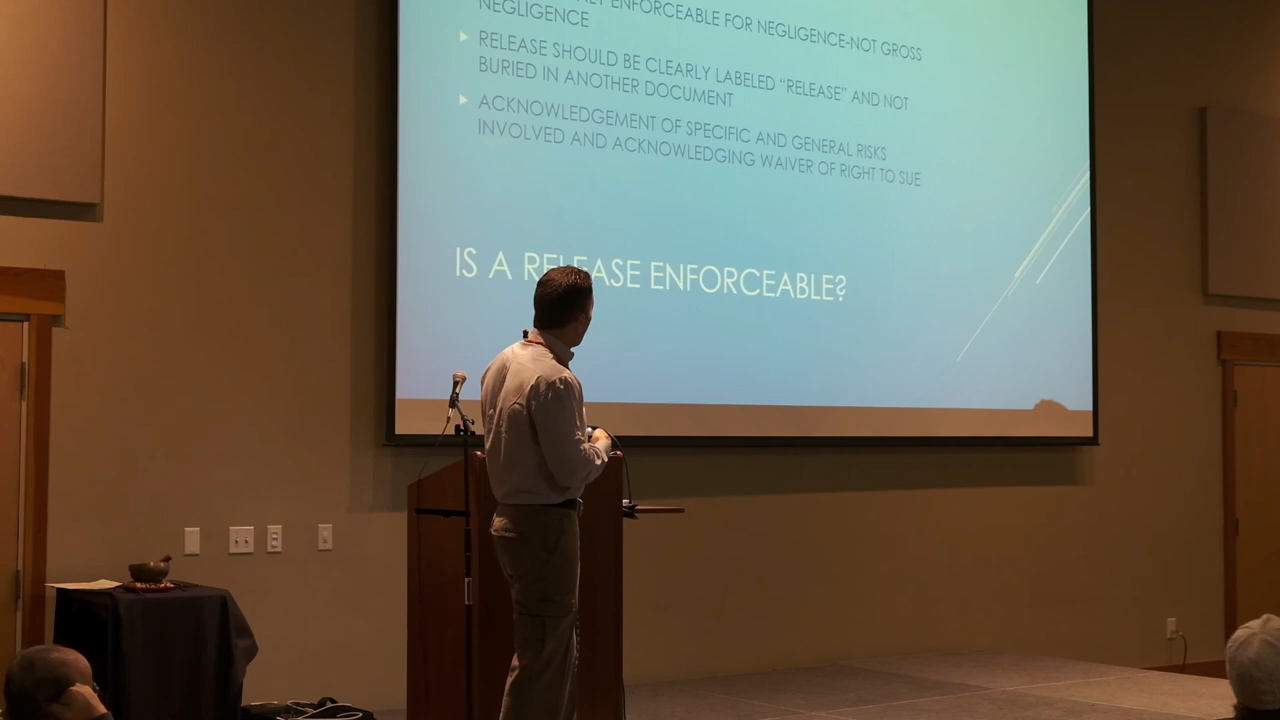 ENFORCEABLE FOR NEGLIGENCE-NOT GROSS
NEGLIGENCE
RELEASE SHOULD BE CLEARLY LABELED “RELEASE” AND NOT
BURIED IN ANOTHER DOCUMENT
ACKNOWLEDGEMENT OF SPECIFIC AND GENERAL RISKS
INVOLVED AND ACKNOWLEDGING WAIVER OF RIGHT TO SUE
IS A RELEASE ENFORCEABLE?